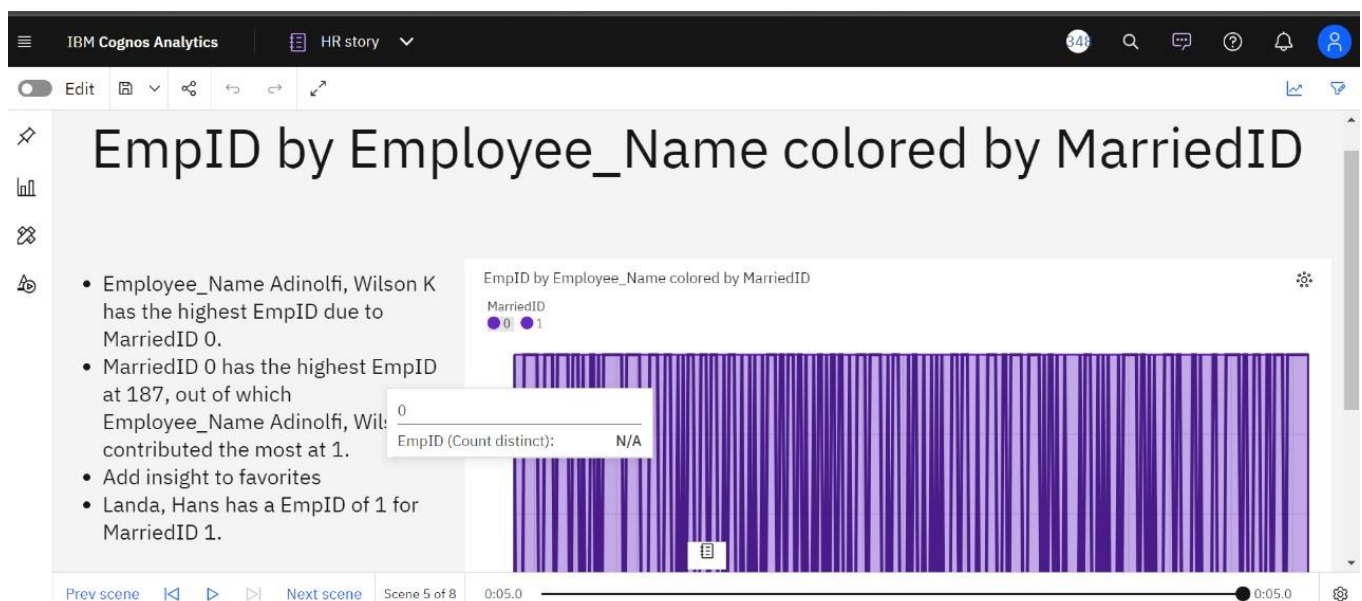 IBM Cognos Analytics
HR story
348
Edit
EmpID by Employee_Name colored by MarriedID
• Employee_Name Adinolfi, Wilson K
has the highest EmpID due to
MarriedID 0.
• MarriedID 0 has the highest EmpID
at 187, out of which
Employee_Name Adinolfi, Wils
contributed the most at 1.
• Add insight to favorites
• Landa, Hans has a EmpID of 1 for
MarriedID 1.
EmpID by Employee_Name colored by MarriedID
MarriedID
0 1
0
EmpID (Count distinct): N/A
Prev scene Next scene Scene 5 of 8 0:05.0 0:05.0